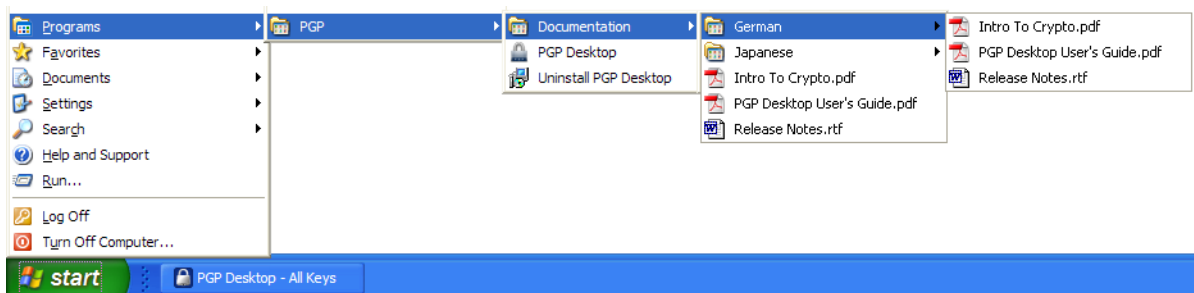 Programs
Favorites
Documents
Settings
Search
Help and Support
Run...
Log Off
Turn Off Computer...
PGP
Documentation
PGP Desktop
Uninstall PGP Desktop
German
Japanese
Intro To Crypto.pdf
PGP Desktop User's Guide.pdf
Release Notes.rtf
Intro To Crypto.pdf
PGP Desktop User's Guide.pdf
Release Notes.rtf
start
PGP Desktop - All Keys